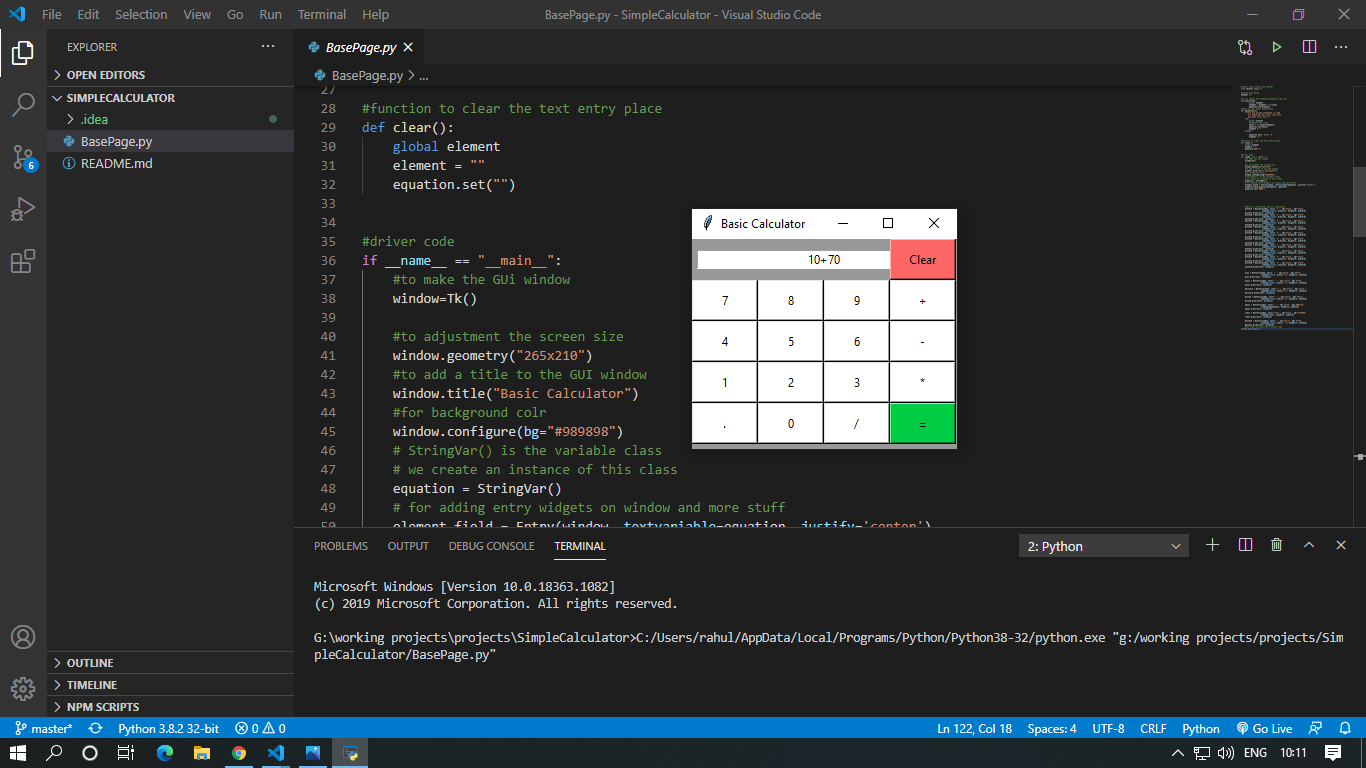 File Edit Selection View Go Run Terminal Help BasePage.py - SimpleCalculator - Visual Studio Code
EXPLORER
OPEN EDITORS
SIMPLECALCULATOR
.idea
BasePage.py
README.md
6
OUTLINE
TIMELINE
NPM SCRIPTS
BasePage.py
BasePage.py > ...
27
28 #function to clear the text entry place
29 def clear():
30 global element
31 element = ""
32 equation.set("")
33
34
35 #driver code
36 if __name__ == "__main__":
37 #to make the GUi window
38 window=Tk()
39
40 #to adjustment the screen size
41 window.geometry("265x210")
42 #to add a title to the GUI window
43 window.title("Basic Calculator")
44 #for background colr
45 window.configure(bg="#989898")
46 # StringVar() is the variable class
47 # we create an instance of this class
48 equation = StringVar()
49 # for adding entry widgets on window and more stuff
50 element_field = Entry(window, textvariable=equation, justify='center')
Basic Calculator
10+70 Clear
7 8 9 +
4 5 6 -
1 2 3 *
. 0 / =
PROBLEMS OUTPUT DEBUG CONSOLE TERMINAL 2: Python
Microsoft Windows [Version 10.0.18363.1082]
(c) 2019 Microsoft Corporation. All rights reserved.
G:\working projects\projects\SimpleCalculator>C:/Users/rahul/AppData/Local/Programs/Python/Python38-32/python.exe "g:/working projects/projects/Sim
pleCalculator/BasePage.py"
master* Python 3.8.2 32-bit 0 0 Ln 122, Col 18 Spaces: 4 UTF-8 CRLF Python Go Live
ENG 10:11